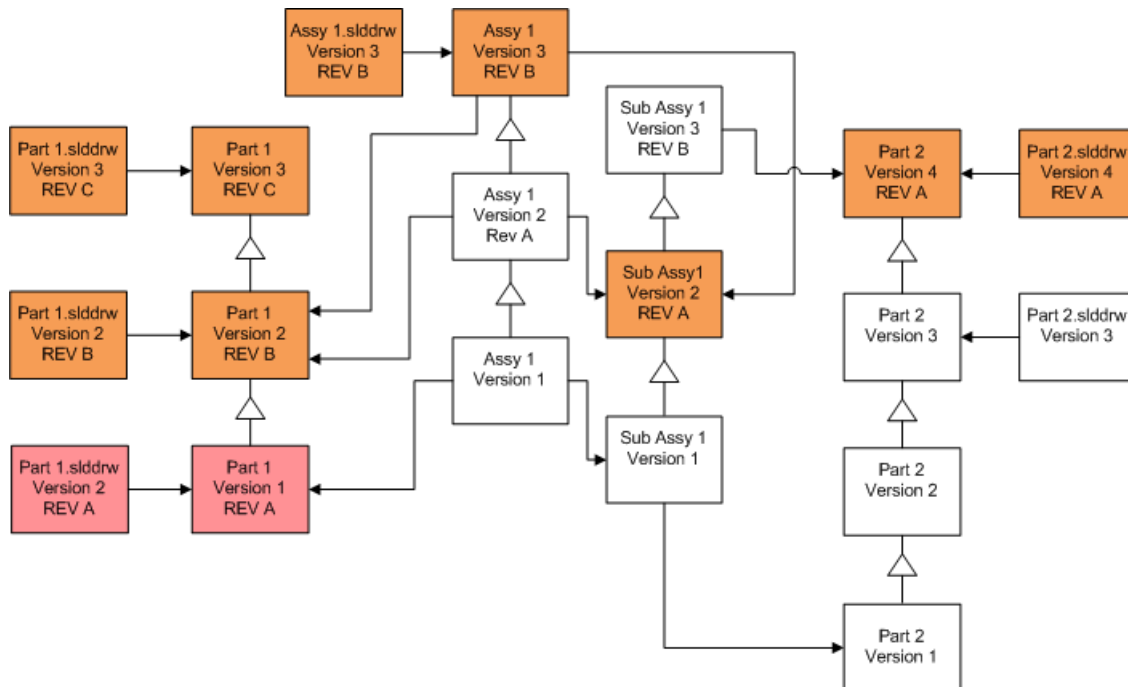 Assy 1.slddrw
Version 3
REV B
Assy 1
Version 3
REV B
Sub Assy 1
Version 3
REV B
Part 1.slddrw
Version 3
REV C
Part 1
Version 3
REV C
Part 2
Version 4
REV A
Part 2.slddrw
Version 4
REV A
Assy 1
Version 2
Rev A
Sub Assy1
Version 2
REV A
Part 1.slddrw
Version 2
REV B
Part 1
Version 2
REV B
Part 2
Version 3
Part 2.slddrw
Version 3
Assy 1
Version 1
Sub Assy 1
Version 1
Part 1.slddrw
Version 2
REV A
Part 1
Version 1
REV A
Part 2
Version 2
Part 2
Version 1